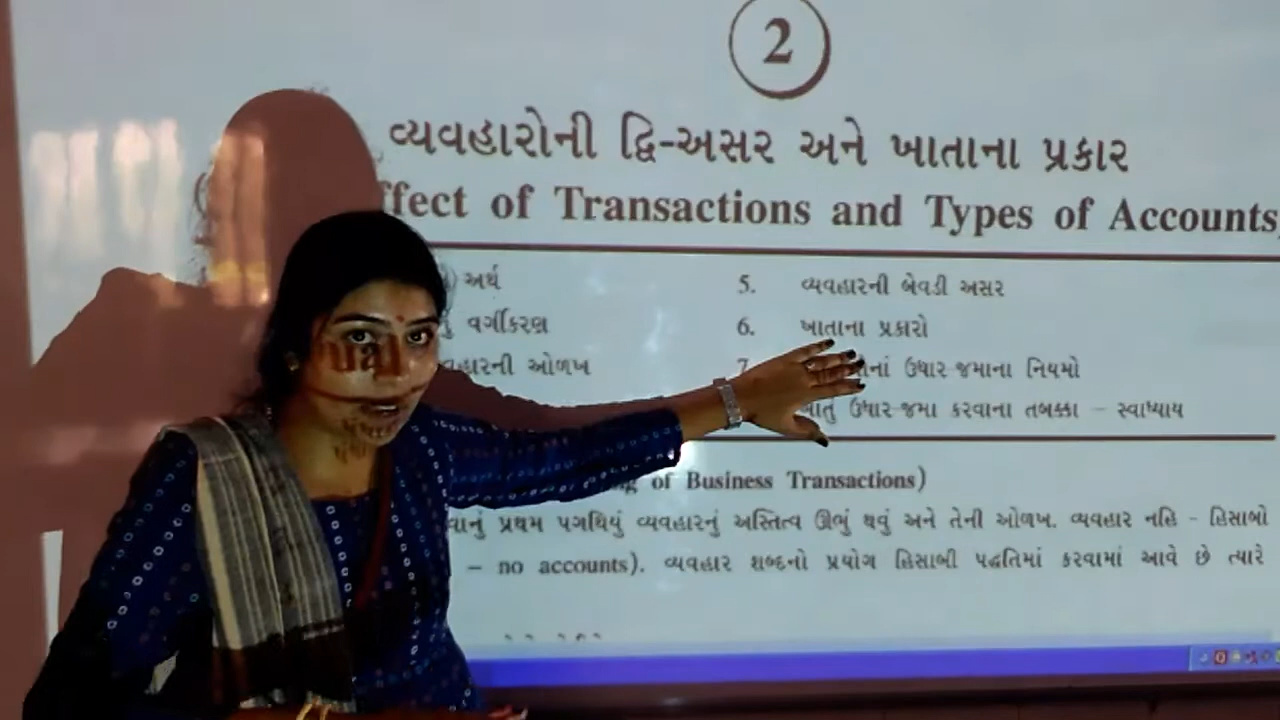 2
વ્યવહારોની દ્વિ-અસર અને ખાતાના પ્રકાર
ffect of Transactions and Types of Accounts
અર્થ
5. વ્યવહારની બેવડી અસર
વર્ગીકરણ
6. ખાતાના પ્રકારો
વહારની ઓળખ
7. ઉધાર-જમાના નિયમો
ઉધાર-જમા કરવાના તબક્કા – સ્વાધ્યાય
of Business Transactions)
વાનું પ્રથમ પગથિયું વ્યવહારનું અસ્તિત્વ ઊભું થવું અને તેની ઓળખ. વ્યવહાર નહિ - હિસાબો
– no accounts). વ્યવહાર શબ્દનો પ્રયોગ હિસાબી પદ્ધતિમાં કરવામાં આવે છે ત્યારે